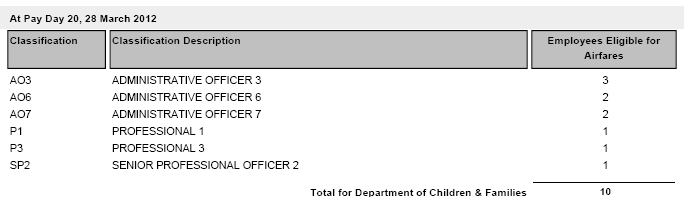 At Pay Day 20, 28 March 2012
Classification Classification Description Employees Eligible for
Airfares
AO3 ADMINISTRATIVE OFFICER 3 3
AO6 ADMINISTRATIVE OFFICER 6 2
AO7 ADMINISTRATIVE OFFICER 7 2
P1 PROFESSIONAL 1 1
P3 PROFESSIONAL 3 1
SP2 SENIOR PROFESSIONAL OFFICER 2 1
Total for Department of Children & Families 10